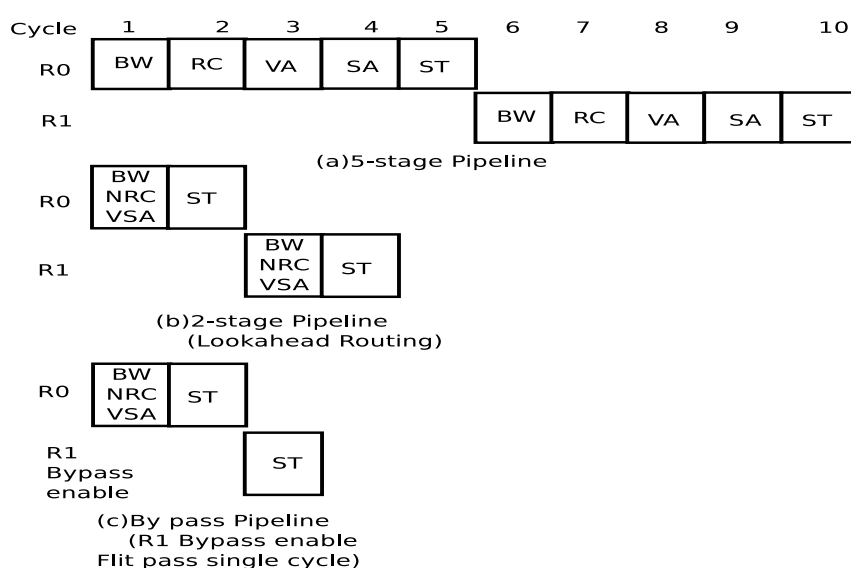 Cycle 1 2 3 4 5 6 7 8 9 10
R0 BW RC VA SA ST
R1 BW RC VA SA ST
(a)5-stage Pipeline
BW
R0 NRC ST
VSA
BW
R1 NRC ST
VSA
(b)2-stage Pipeline
(Lookahead Routing)
BW
R0 NRC ST
VSA
R1 ST
Bypass
enable
(c)By pass Pipeline
(R1 Bypass enable
Flit pass single cycle)